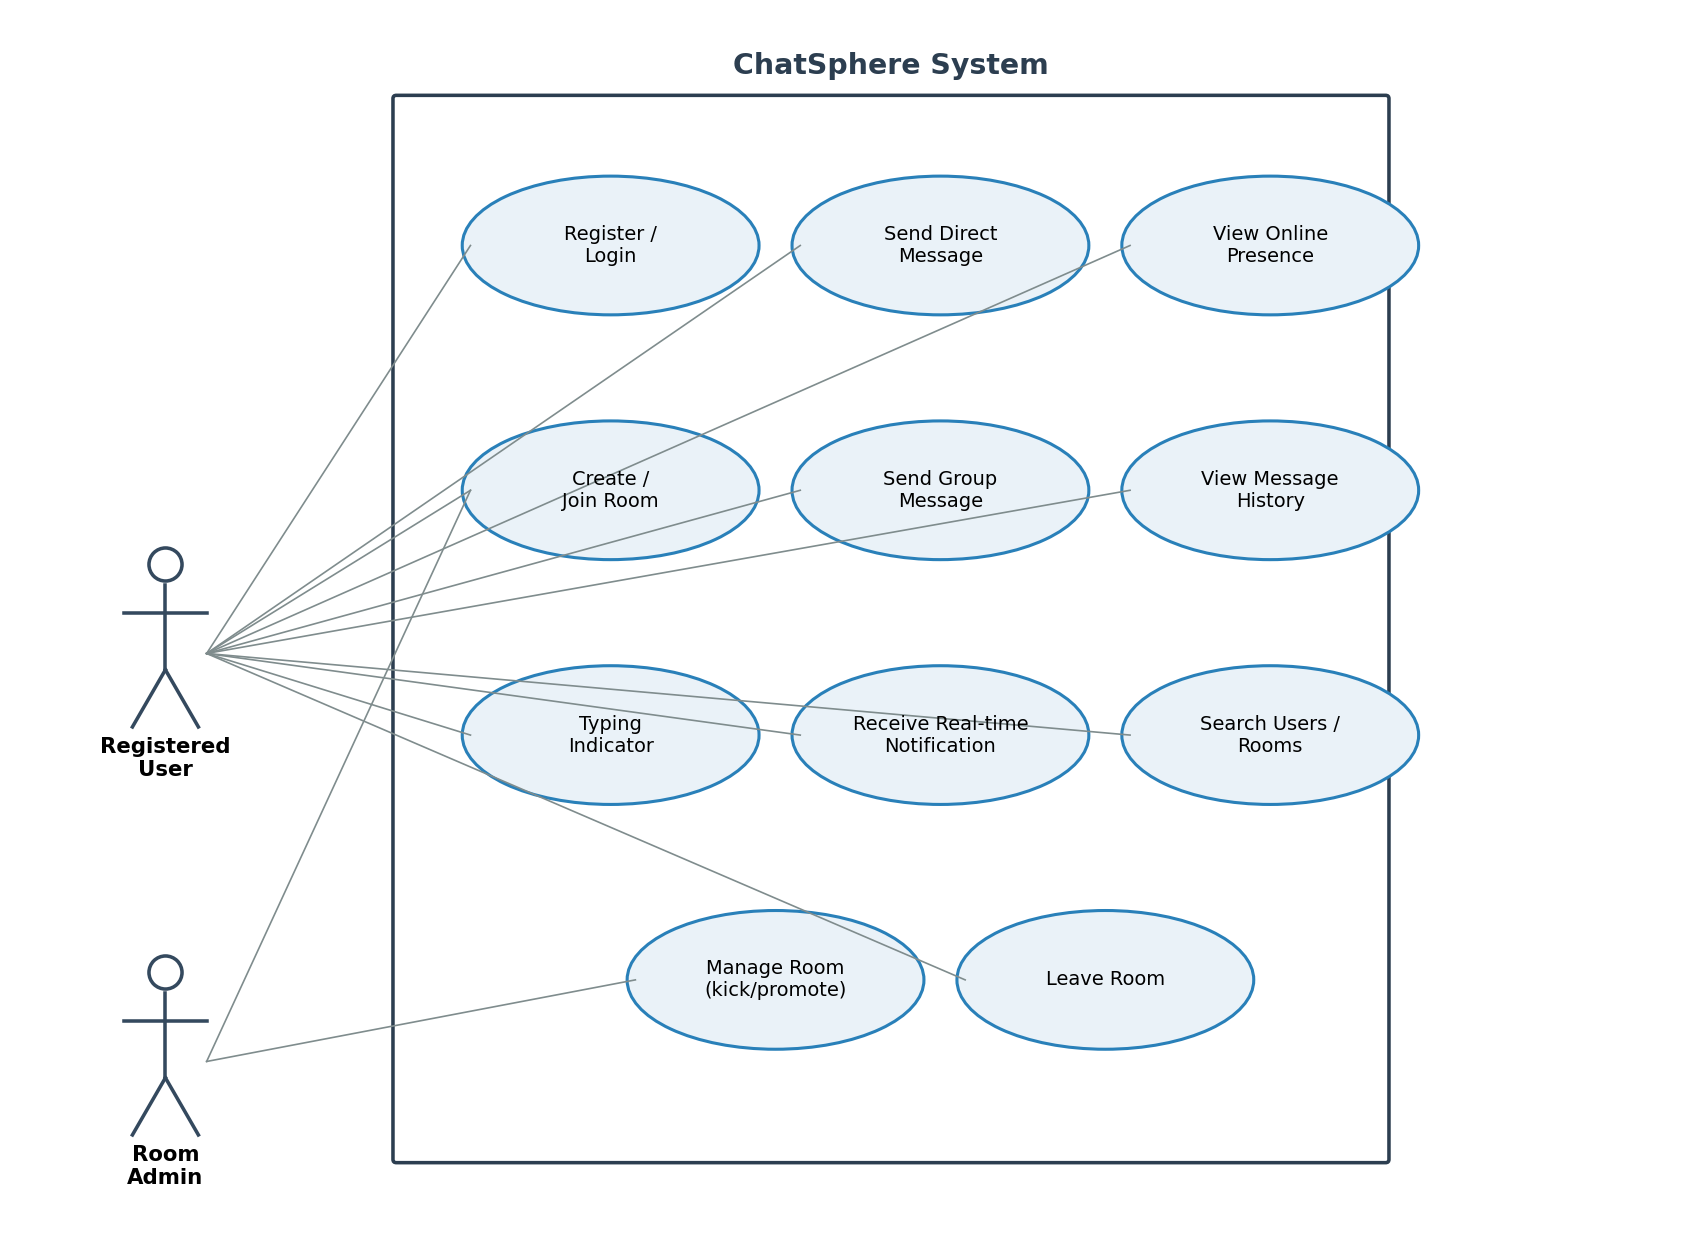 ChatSphere System
Register /
Login
Send Direct
Message
View Online
Presence
Create /
Join Room
Send Group
Message
View Message
History
Registered
User
Typing
Indicator
Receive Real-time
Notification
Search Users /
Rooms
Manage Room
(kick/promote)
Leave Room
Room
Admin